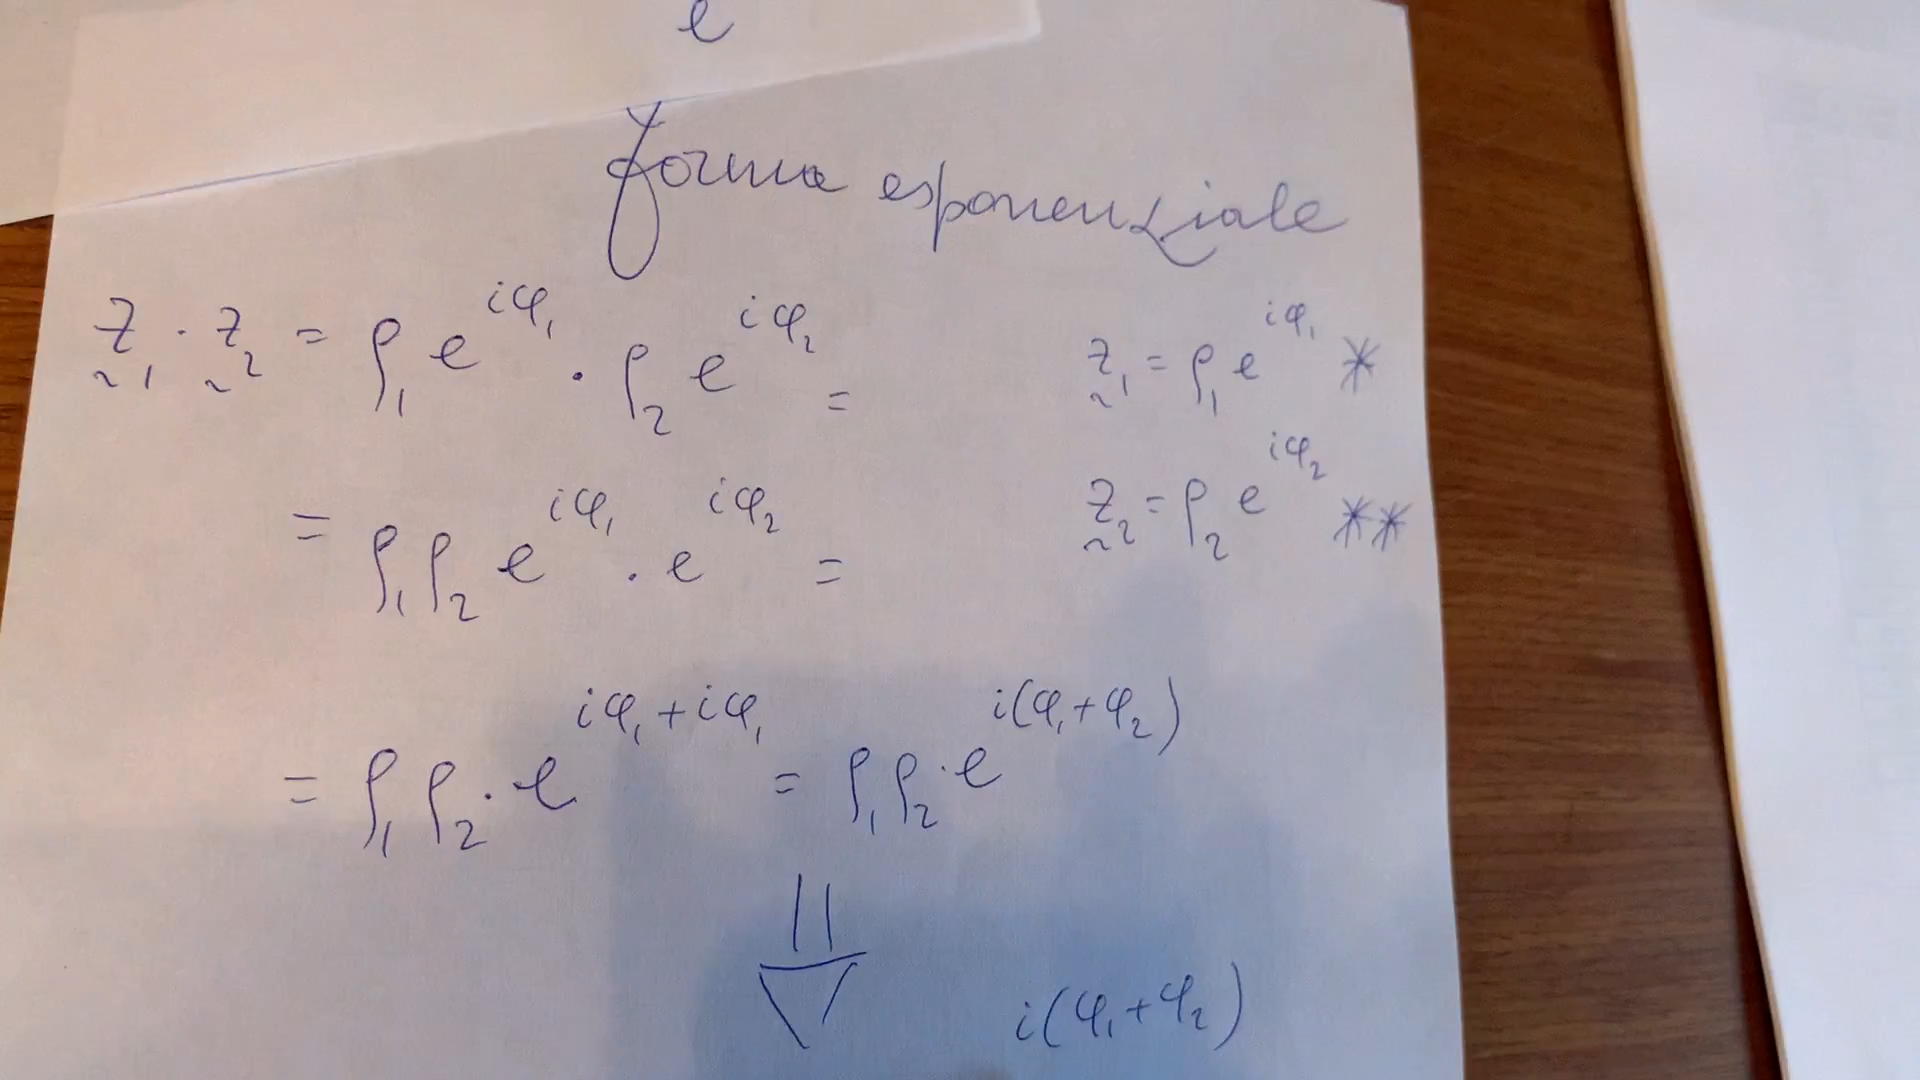 e
forma esponenziale
z₁ · z₂ = ρ₁ e^{iφ₁} · ρ₂ e^{iφ₂} =
z₁ = ρ₁ e^{iφ₁} *
= ρ₁ρ₂ e^{iφ₁} · e^{iφ₂} =
z₂ = ρ₂ e^{iφ₂} **
= ρ₁ρ₂ · e^{iφ₁+iφ₁} = ρ₁ρ₂ · e^{i(φ₁+φ₂)}
i(φ₁+φ₂)